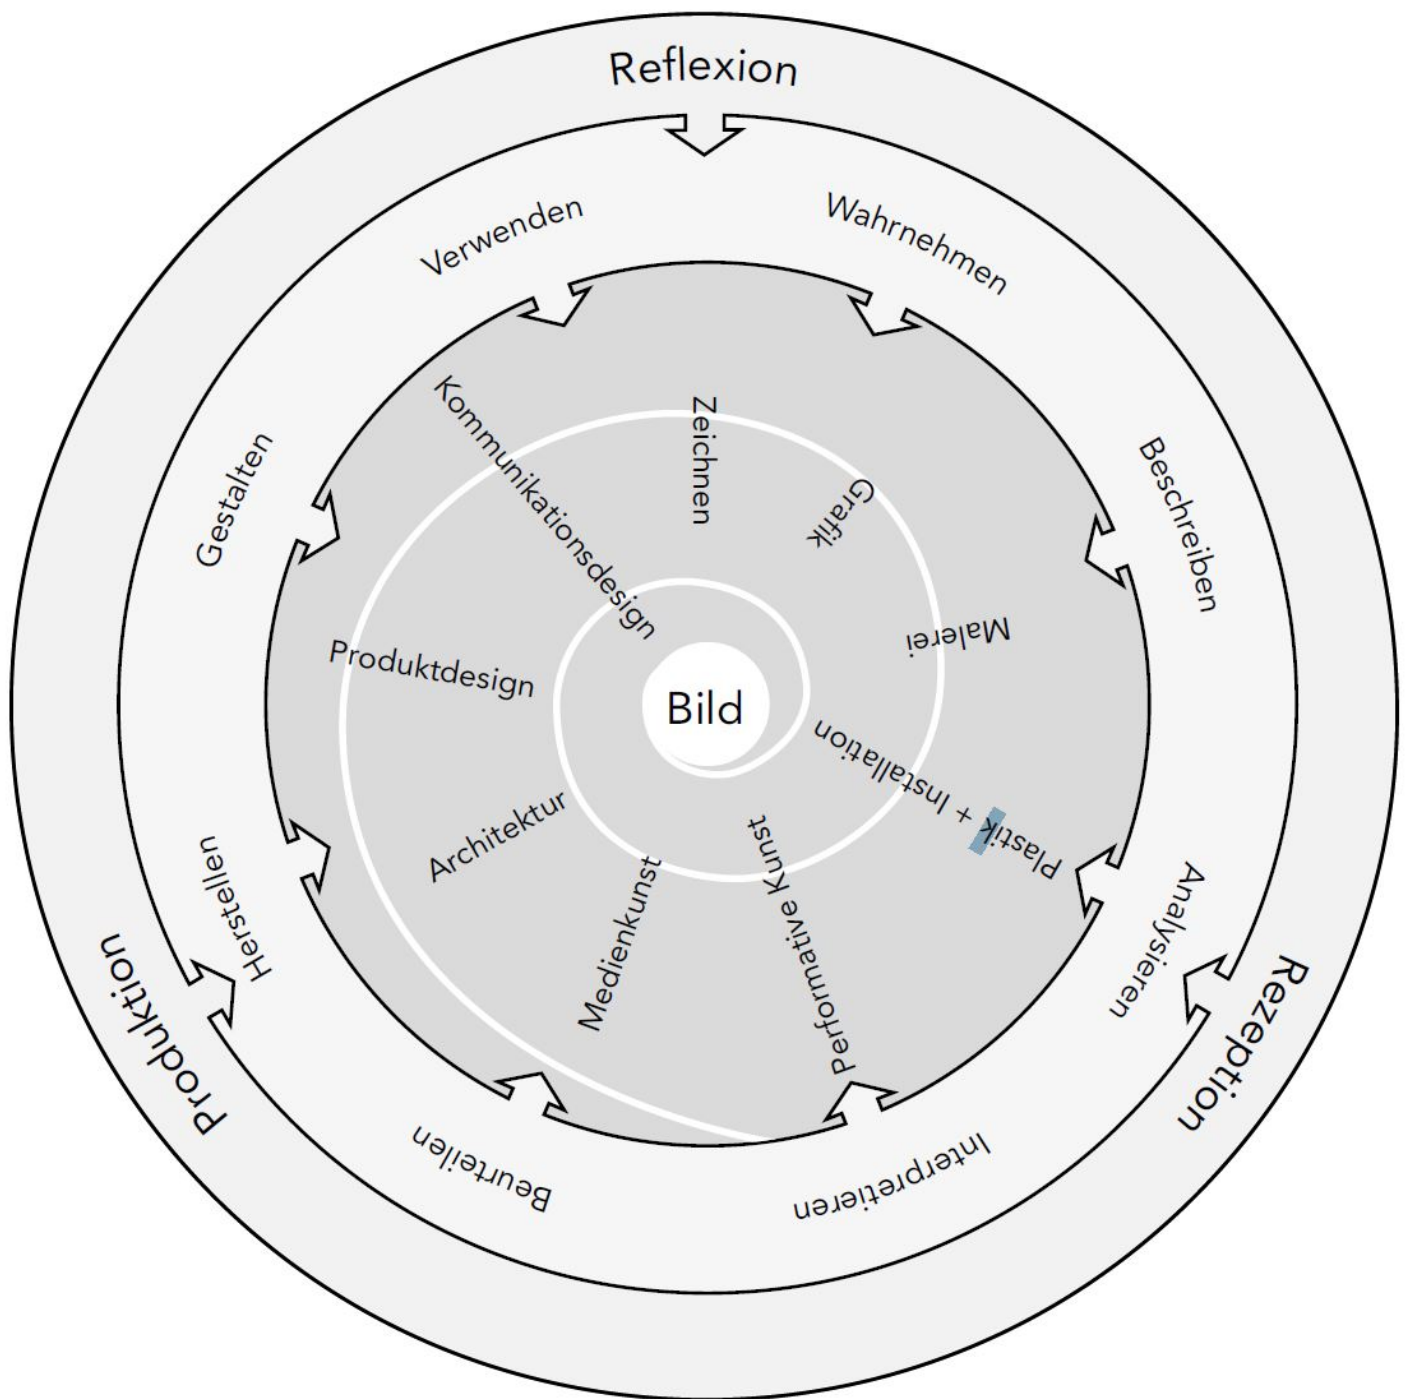 Reflexion
Rezeption
Produktion
Wahrnehmen
Beschreiben
Analysieren
Interpretieren
Beurteilen
Herstellen
Gestalten
Verwenden
Zeichnen
Grafik
Malerei
Plastik + Installation
Performative Kunst
Medienkunst
Architektur
Produktdesign
Kommunikationsdesign
Bild